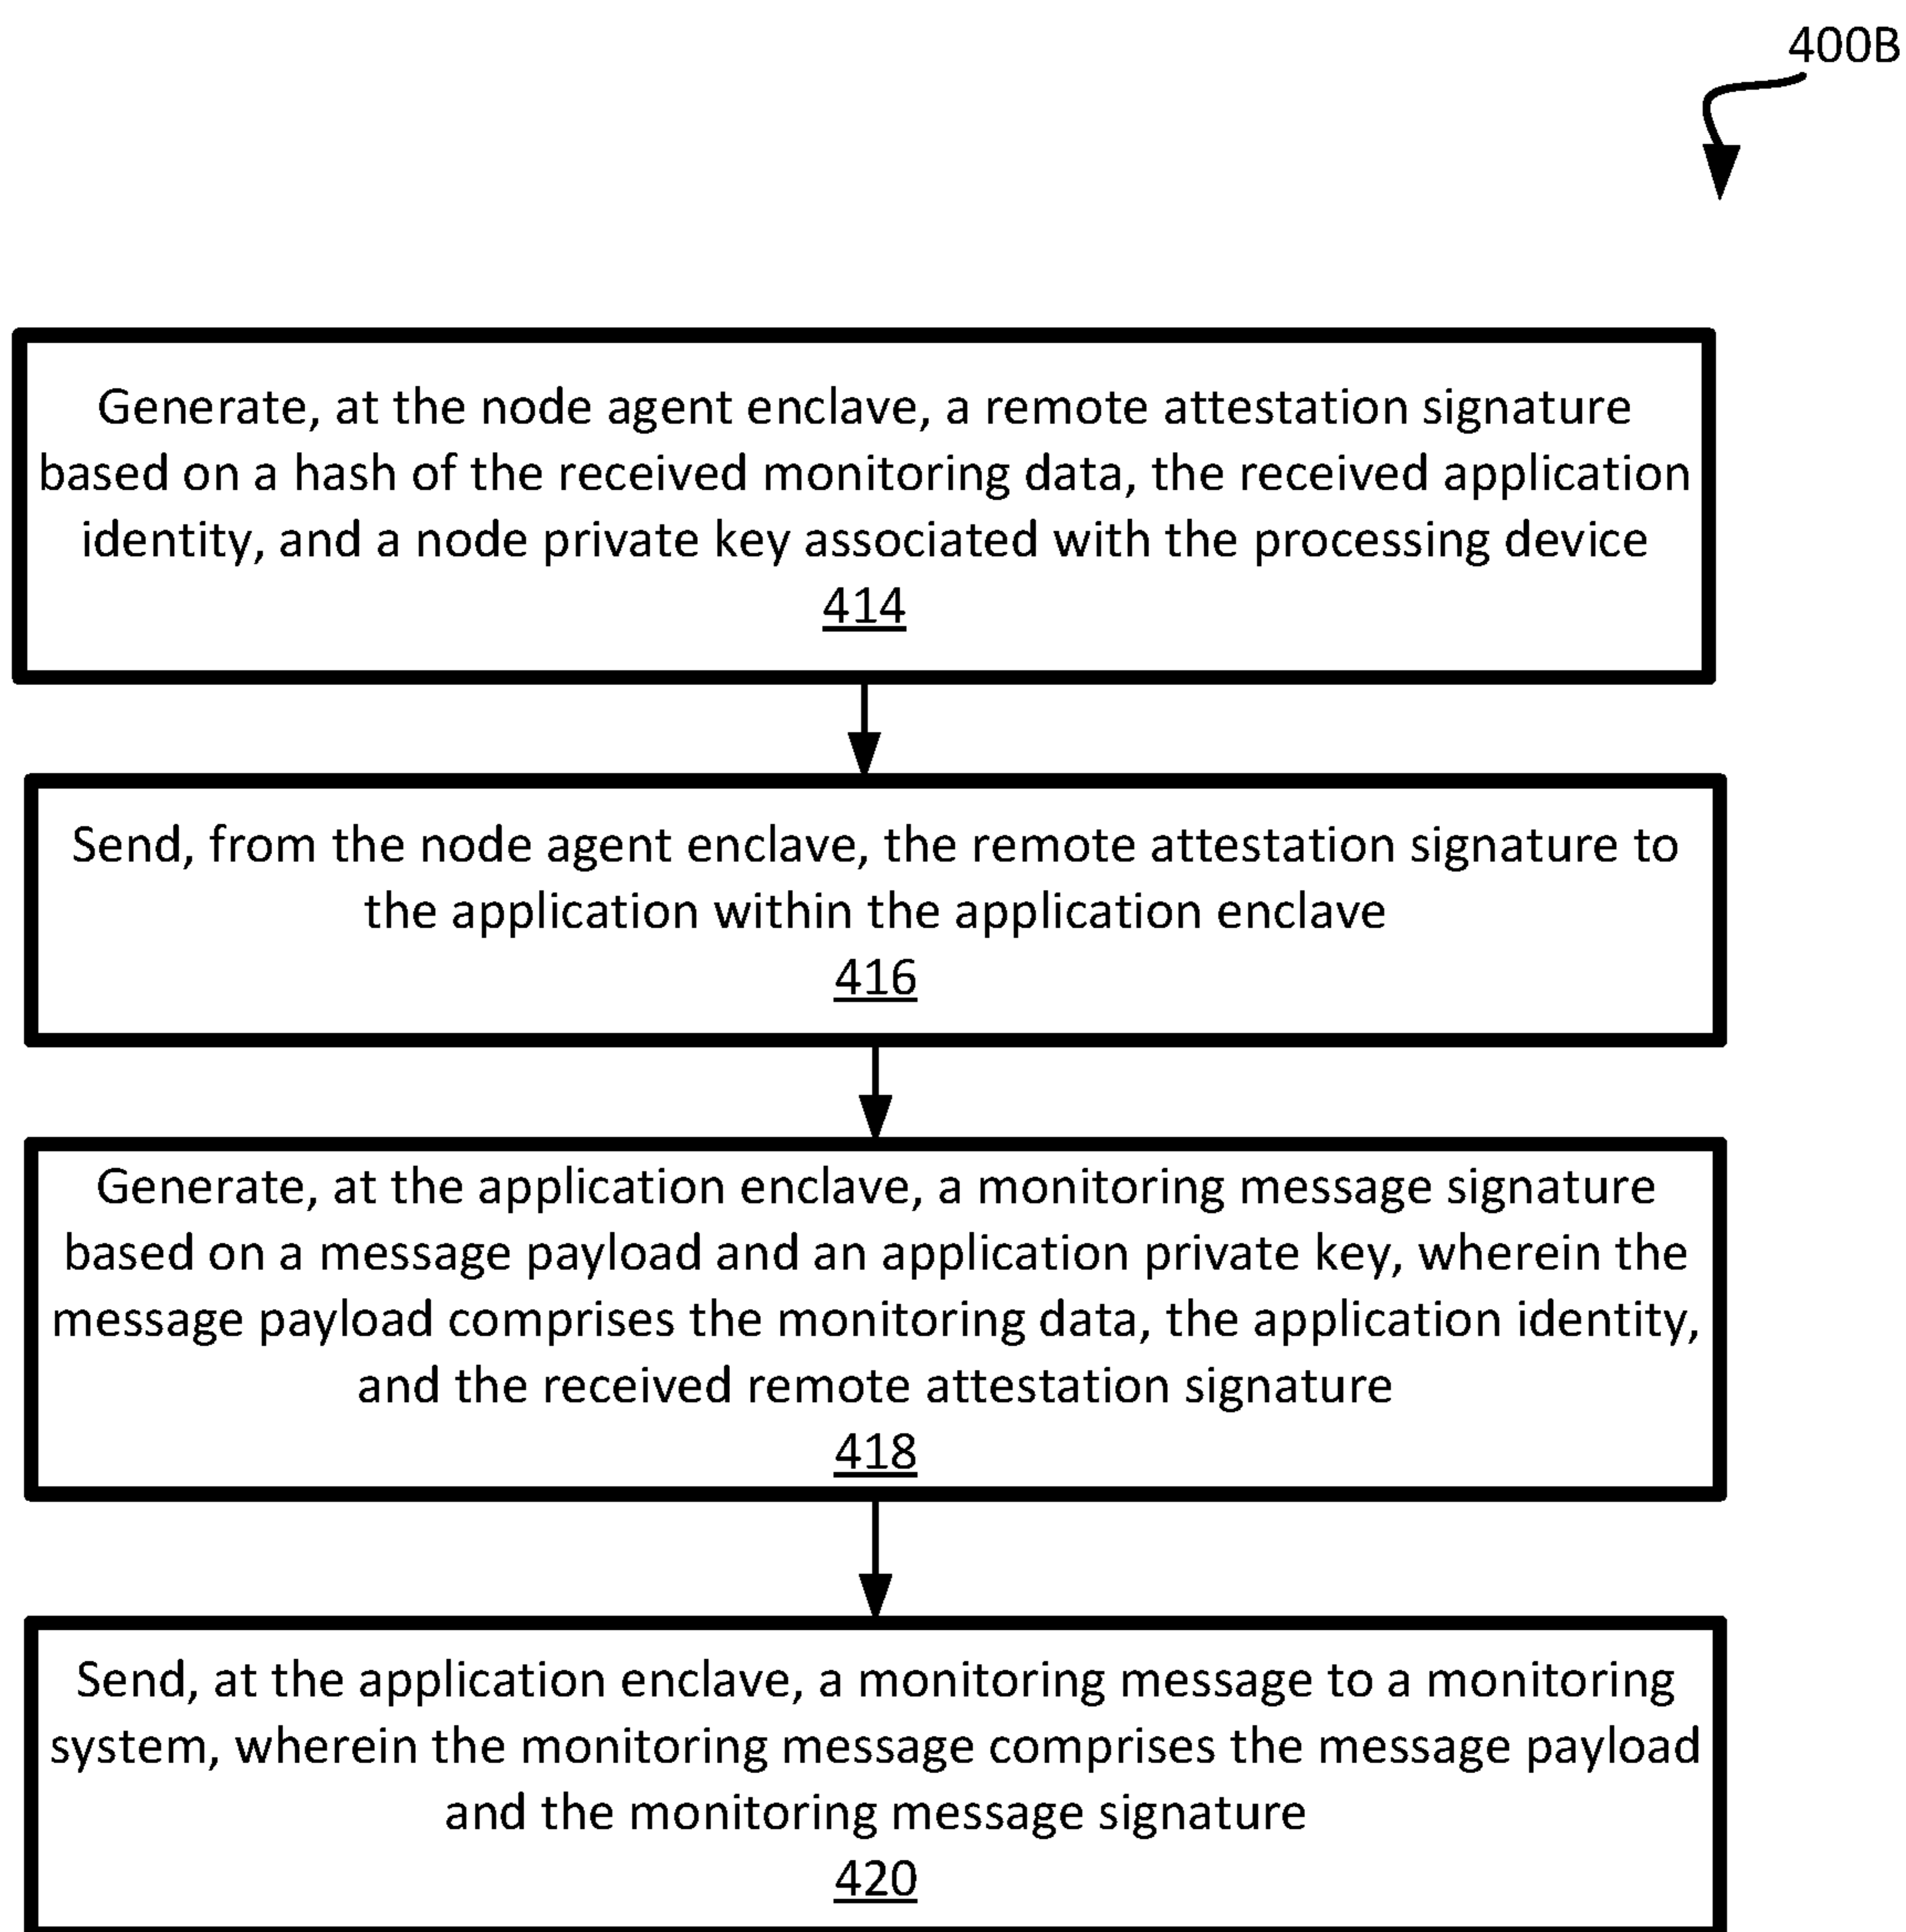 400B
Generate, at the node agent enclave, a remote attestation signature
based on a hash of the received monitoring data, the received application
identity, and a node private key associated with the processing device
414
Send, from the node agent enclave, the remote attestation signature to
the application within the application enclave
416
Generate, at the application enclave, a monitoring message signature
based on a message payload and an application private key, wherein the
message payload comprises the monitoring data, the application identity,
and the received remote attestation signature
418
Send, at the application enclave, a monitoring message to a monitoring
system, wherein the monitoring message comprises the message payload
and the monitoring message signature
420